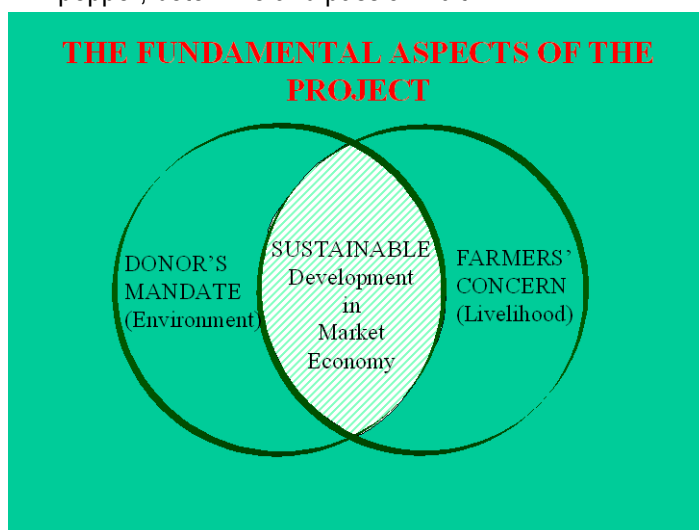 THE FUNDAMENTAL ASPECTS OF THE
PROJECT
DONOR'S
MANDATE
(Environment)
SUSTAINABLE
Development
in
Market
Economy
FARMERS'
CONCERN
(Livelihood)